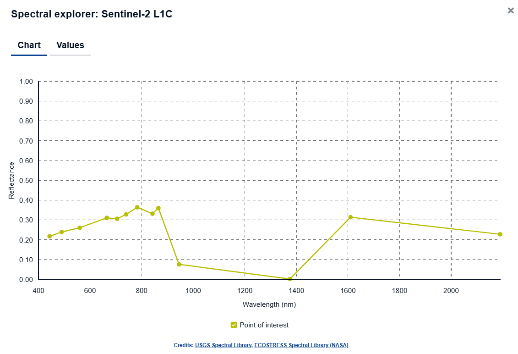 Spectral explorer: Sentinel-2 L1C
×
Chart Values
1.00
0.90
0.80
0.70
0.60
0.50
0.40
0.30
0.20
0.10
0.00
Reflectance
400 600 800 1000 1200 1400 1600 1800 2000
Wavelength (nm)
Point of interest
Credits: USGS Spectral Library, ECOSTRESS Spectral Library (NASA)